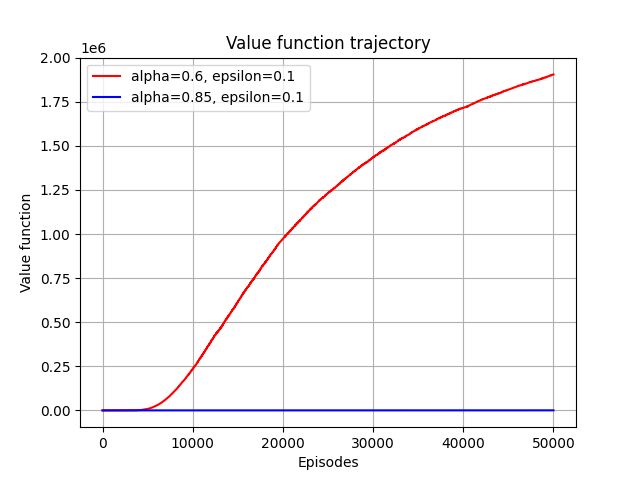 Value function trajectory
1e6
alpha=0.6, epsilon=0.1
alpha=0.85, epsilon=0.1
2.00
1.75
1.50
1.25
1.00
0.75
0.50
0.25
0.00
Value function
0 10000 20000 30000 40000 50000
Episodes